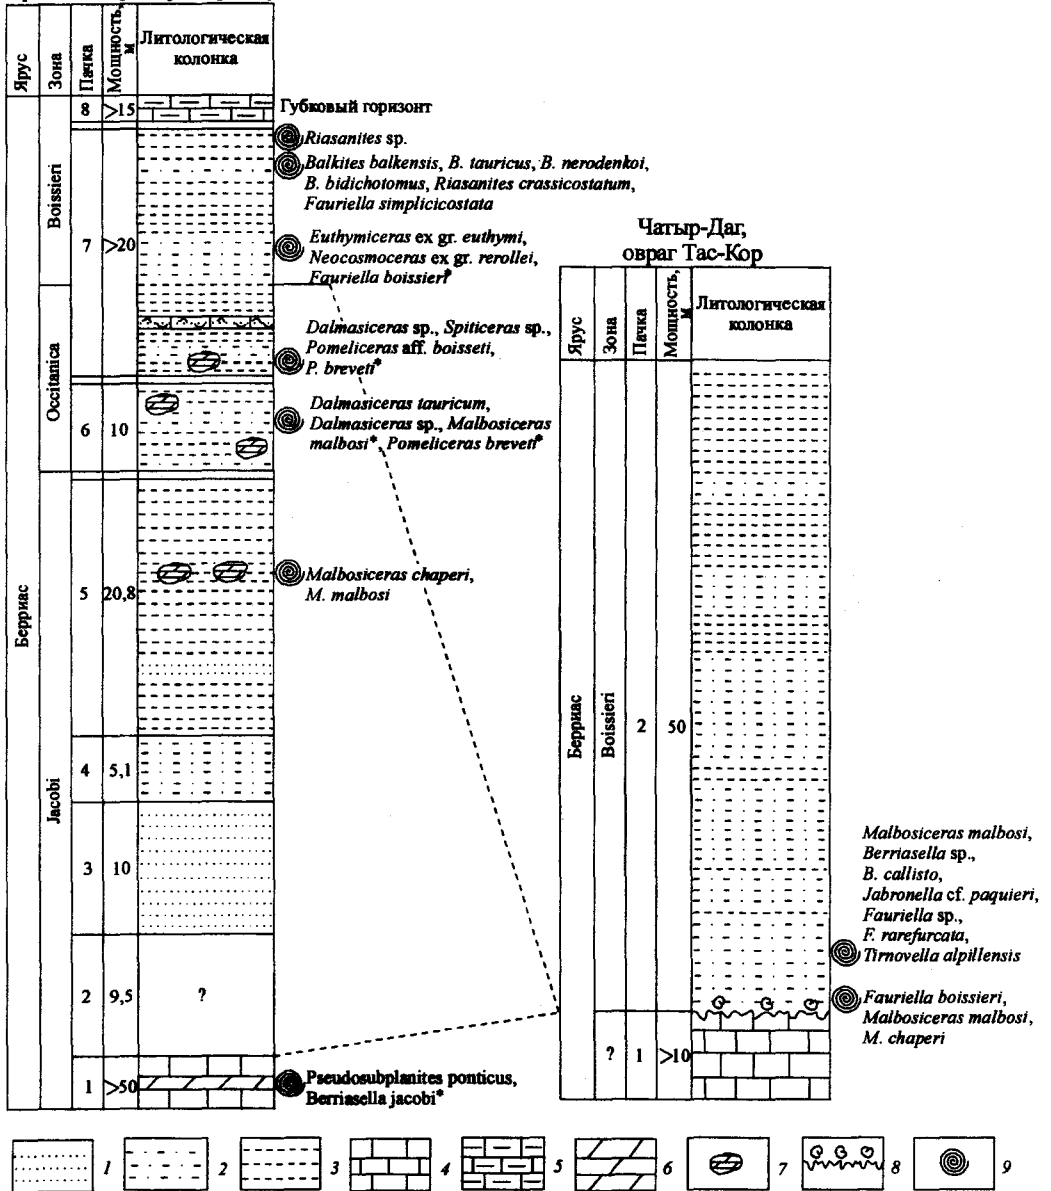 Ярус
Зона
Пачка
Мощность, м
Литологическая
колонка
Берриас
Boissieri
Occitanica
Jacobi
8 >15
Губковый горизонт
Riasanites sp.
Balkites balkensis, B. tauricus, B. nerodenkoi,
B. bidichotomus, Riasanites crassicostatum,
Fauriella simplicicostata
7 >20
Euthymiceras ex gr. euthymi,
Neocosmoceras ex gr. rerollei,
Fauriella boissieri*
Dalmasiceras sp., Spiticeras sp.,
Pomeliceras aff. boisseti,
P. breveti*
6 10
Dalmasiceras tauricum,
Dalmasiceras sp., Malbosiceras
malbosi*, Pomeliceras breveti*
5 20,8
Malbosiceras chaperi,
M. malbosi
4 5,1
3 10
2 9,5 ?
1 >50
Pseudosubplanites ponticus,
Berriasella jacobi*
Чатыр-Даг,
овраг Тас-Кор
Ярус
Зона
Пачка
Мощность, м
Литологическая
колонка
Берриас
Boissieri
2 50
Malbosiceras malbosi,
Berriasella sp.,
B. callisto,
Jabronella cf. paquieri,
Fauriella sp.,
F. rarefurcata,
Tirnovella alpillensis
Fauriella boissieri,
Malbosiceras malbosi,
M. chaperi
? 1 >10
1 2 3 4 5 6 7 8 9